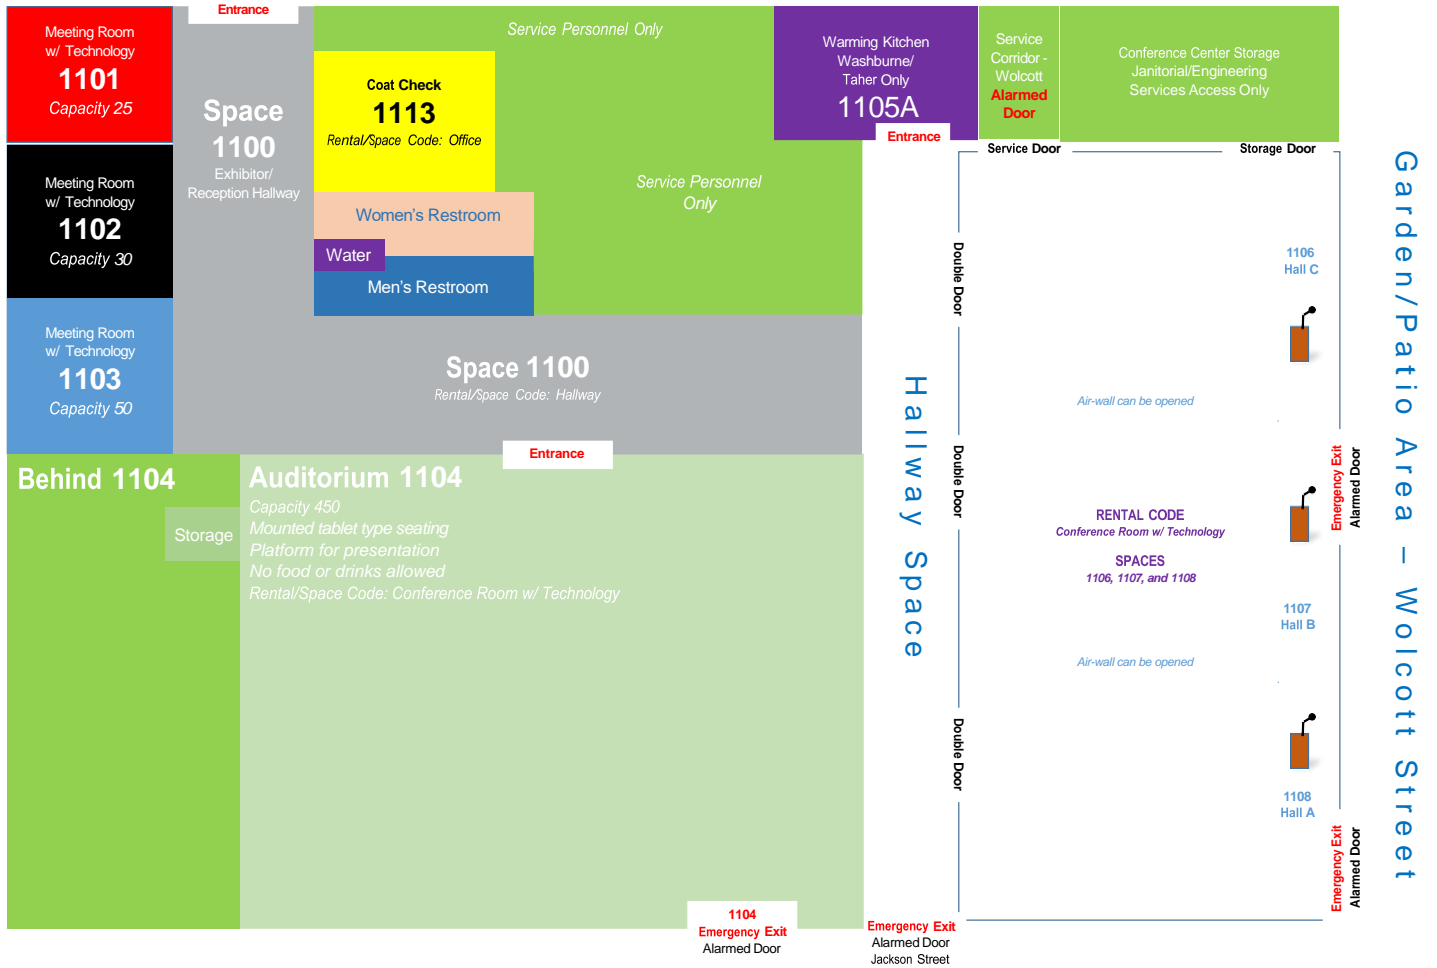 Entrance
Meeting Room
w/ Technology
1101
Capacity 25
Meeting Room
w/ Technology
1102
Capacity 30
Meeting Room
w/ Technology
1103
Capacity 50
Space
1100
Exhibitor/
Reception Hallway
Service Personnel Only
Coat Check
1113
Rental/Space Code: Office
Women's Restroom
Water
Men's Restroom
Service Personnel
Only
Warming Kitchen
Washburne/
Taher Only
1105A
Entrance
Service
Corridor -
Wolcott
Alarmed
Door
Conference Center Storage
Janitorial/Engineering
Services Access Only
Service Door
Storage Door
Space 1100
Rental/Space Code: Hallway
Entrance
Behind 1104
Storage
Auditorium 1104
Capacity 450
Mounted tablet type seating
Platform for presentation
No food or drinks allowed
Rental/Space Code: Conference Room w/ Technology
1104
Emergency Exit
Alarmed Door
Hallway Space
Emergency Exit
Alarmed Door
Jackson Street
Double Door
Double Door
Double Door
1106
Hall C
Air-wall can be opened
RENTAL CODE
Conference Room w/ Technology
SPACES
1106, 1107, and 1108
1107
Hall B
Air-wall can be opened
1108
Hall A
Emergency Exit
Alarmed Door
Emergency Exit
Alarmed Door
Garden/Patio Area – Wolcott Street